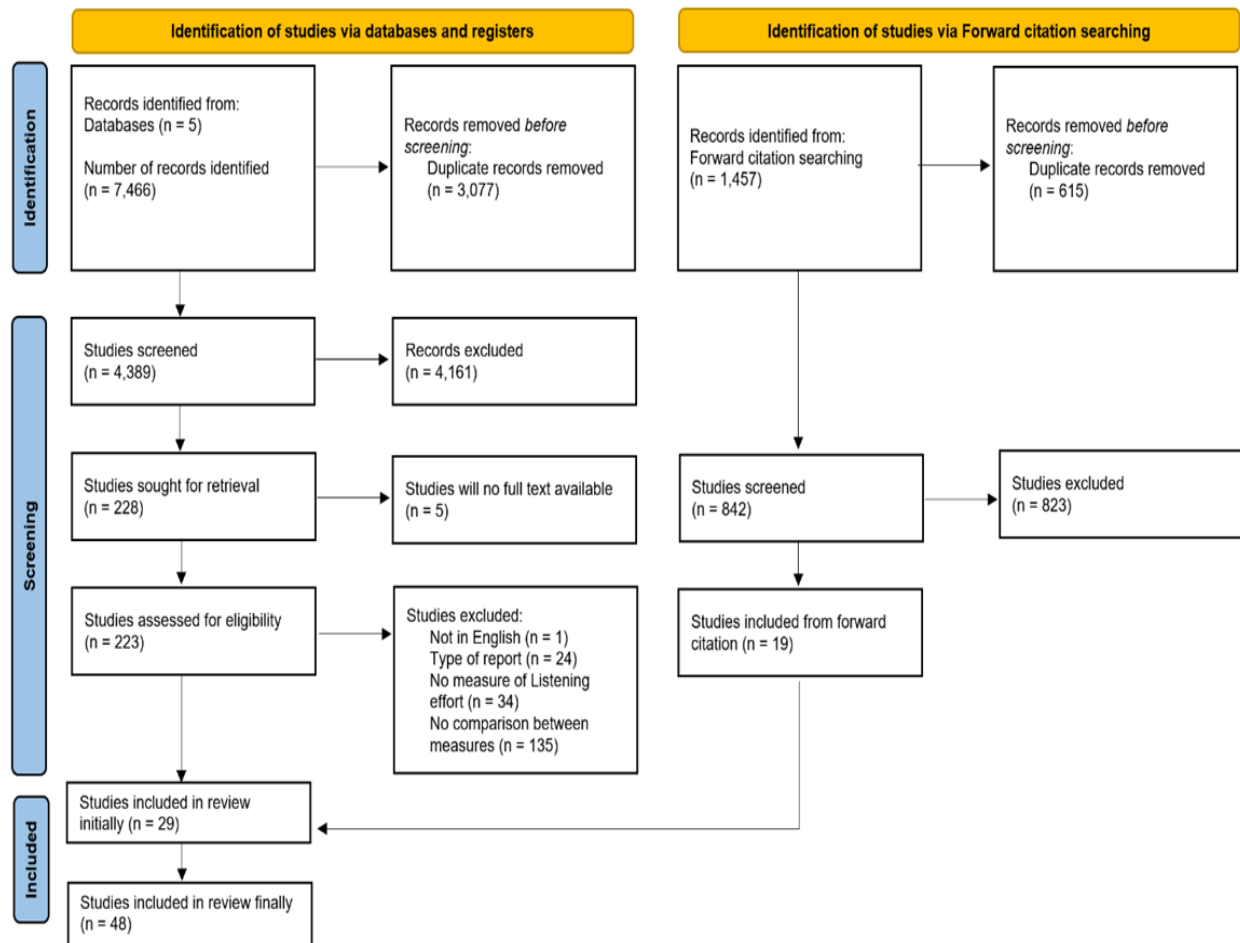 Identification of studies via databases and registers
Identification of studies via Forward citation searching
Identification
Records identified from:
Databases (n = 5)
Number of records identified
(n = 7,466)
Records removed before
screening:
Duplicate records removed
(n = 3,077)
Records identified from:
Forward citation searching
(n = 1,457)
Records removed before
screening:
Duplicate records removed
(n = 615)
Screening
Studies screened
(n = 4,389)
Records excluded
(n = 4,161)
Studies sought for retrieval
(n = 228)
Studies will no full text available
(n = 5)
Studies screened
(n = 842)
Studies excluded
(n = 823)
Studies assessed for eligibility
(n = 223)
Studies excluded:
Not in English (n = 1)
Type of report (n = 24)
No measure of Listening
effort (n = 34)
No comparison between
measures (n = 135)
Studies included from forward
citation (n = 19)
Included
Studies included in review
initially (n = 29)
Studies included in review finally
(n = 48)